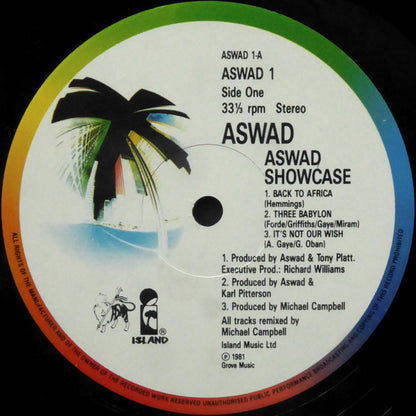 ASWAD 1-A
ASWAD 1
Side One
33⅓ rpm Stereo
ASWAD
ASWAD
SHOWCASE
1. BACK TO AFRICA
(Hemmings)
2. THREE BABYLON
(Forde/Griffiths/Gaye/Miram)
3. IT'S NOT OUR WISH
(A. Gaye/G. Oban)
1. Produced by Aswad & Tony Platt.
Executive Prod.: Richard Williams
2. Produced by Aswad &
Karl Pitterson
3. Produced by Michael Campbell
All tracks remixed by
Michael Campbell
Island Music Ltd
℗ 1981
Grove Music
ISLAND®
ALL RIGHTS OF THE MANUFACTURER AND OF THE OWNER OF THE RECORDED WORK RESERVED UNAUTHORISED PUBLIC PERFORMANCE BROADCASTING AND COPYING OF THIS RECORD PROHIBITED